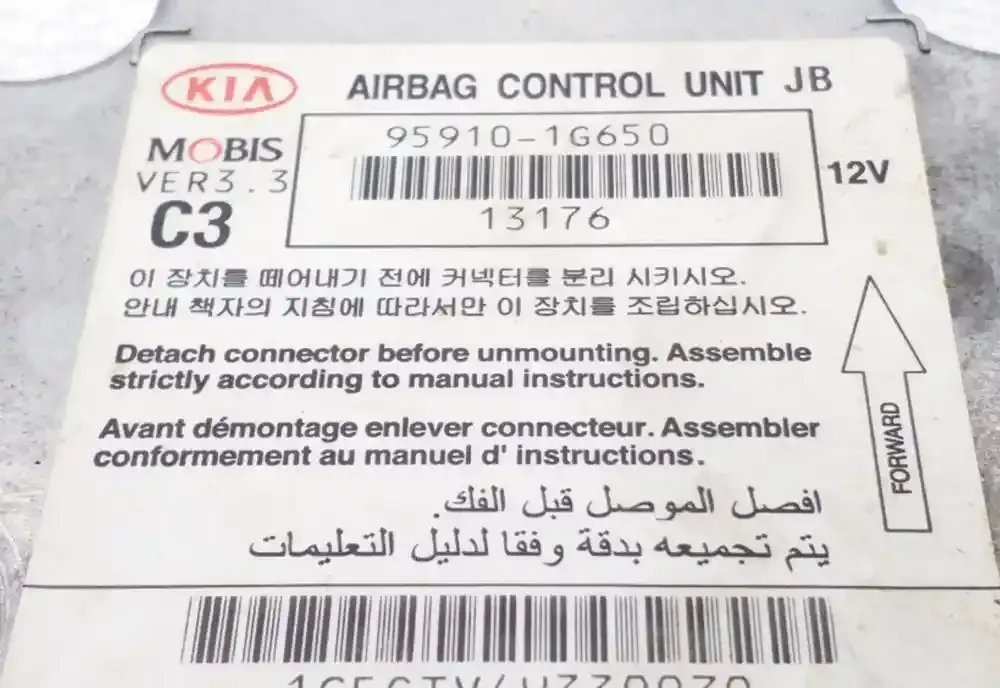 KIA AIRBAG CONTROL UNIT JB
MOBIS
VER3.3
C3
95910-1G650
13176
12V
이 장치를 떼어내기 전에 커넥터를 분리 시키시오.
안내 책자의 지침에 따라서만 이 장치를 조립하십시오.
Detach connector before unmounting. Assemble
strictly according to manual instructions.
Avant démontage enlever connecteur. Assembler
conformement au manuel d' instructions.
افصل الموصل قبل الفك.
يتم تجميعه بدقة وفقا لدليل التعليمات
FORWARD